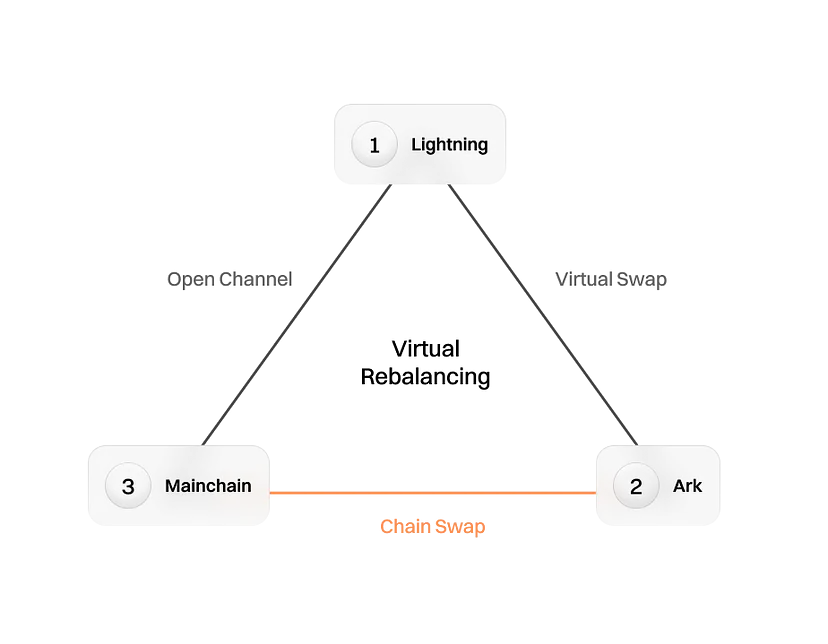 1 Lightning
Open Channel
Virtual Swap
Virtual
Rebalancing
3 Mainchain
2 Ark
Chain Swap